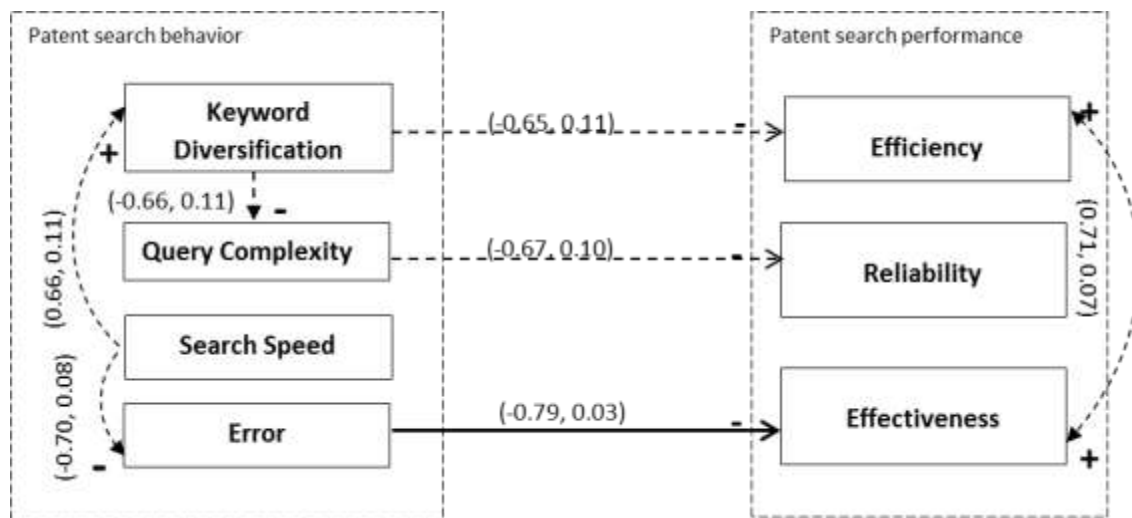 Patent search behavior
Keyword
Diversification
+
(-0.66, 0.11)
-
Query Complexity
(0.66, 0.11)
Search Speed
(-0.70, 0.08)
Error
-
(-0.65, 0.11)
-
(-0.67, 0.10)
-
(-0.79, 0.03)
-
Patent search performance
+
Efficiency
Reliability
(0.71, 0.07)
Effectiveness
+